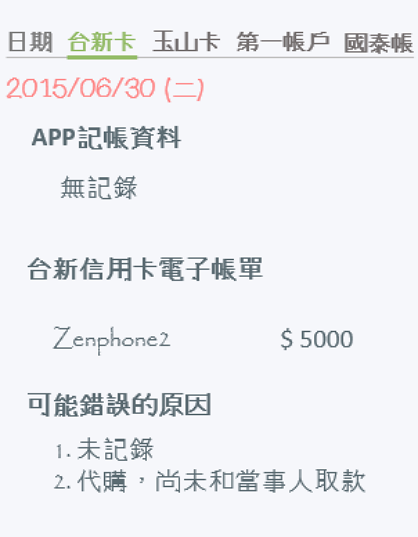 日期 台新卡 玉山卡 第一帳戶 國泰帳
2015/06/30 (二)
APP記帳資料
無記錄
台新信用卡電子帳單
Zenphone2 $ 5000
可能錯誤的原因
1. 未記錄
2. 代購，尚未和當事人取款